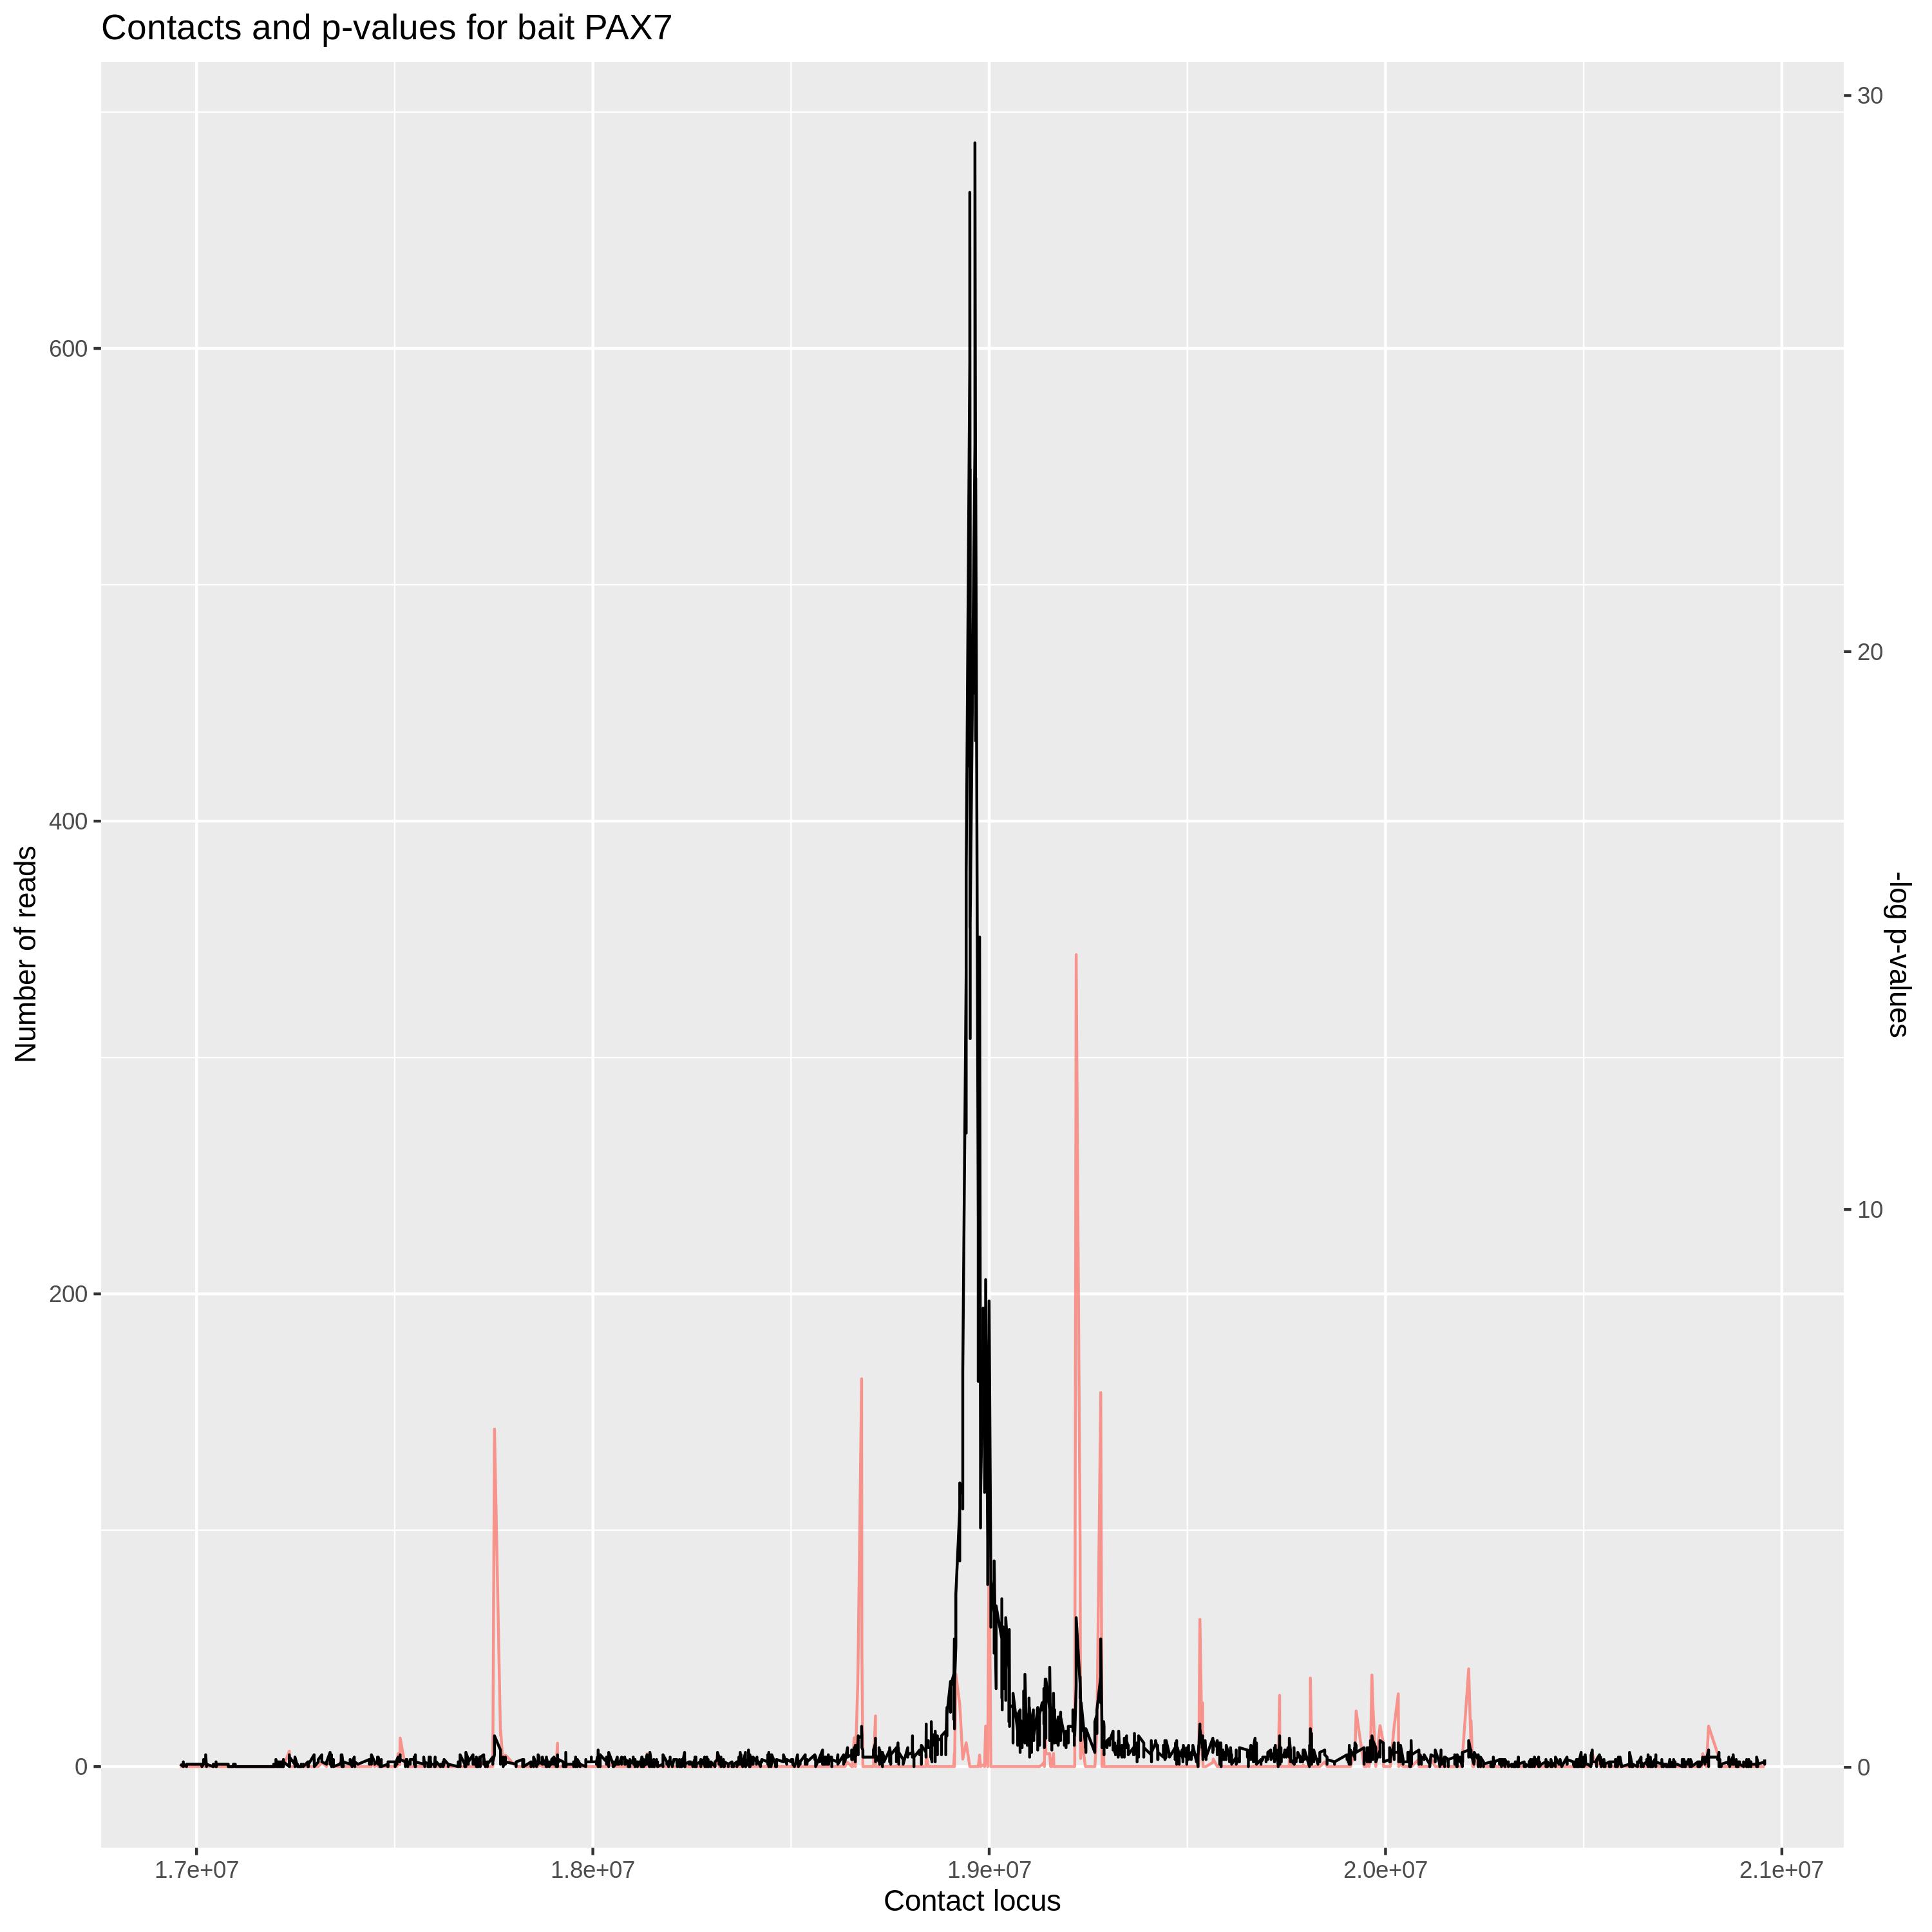 Contacts and p-values for bait PAX7
30
600
20
400
Number of reads
-log p-values
10
200
0
0
1.7e+07 1.8e+07 1.9e+07 2.0e+07 2.1e+07
Contact locus